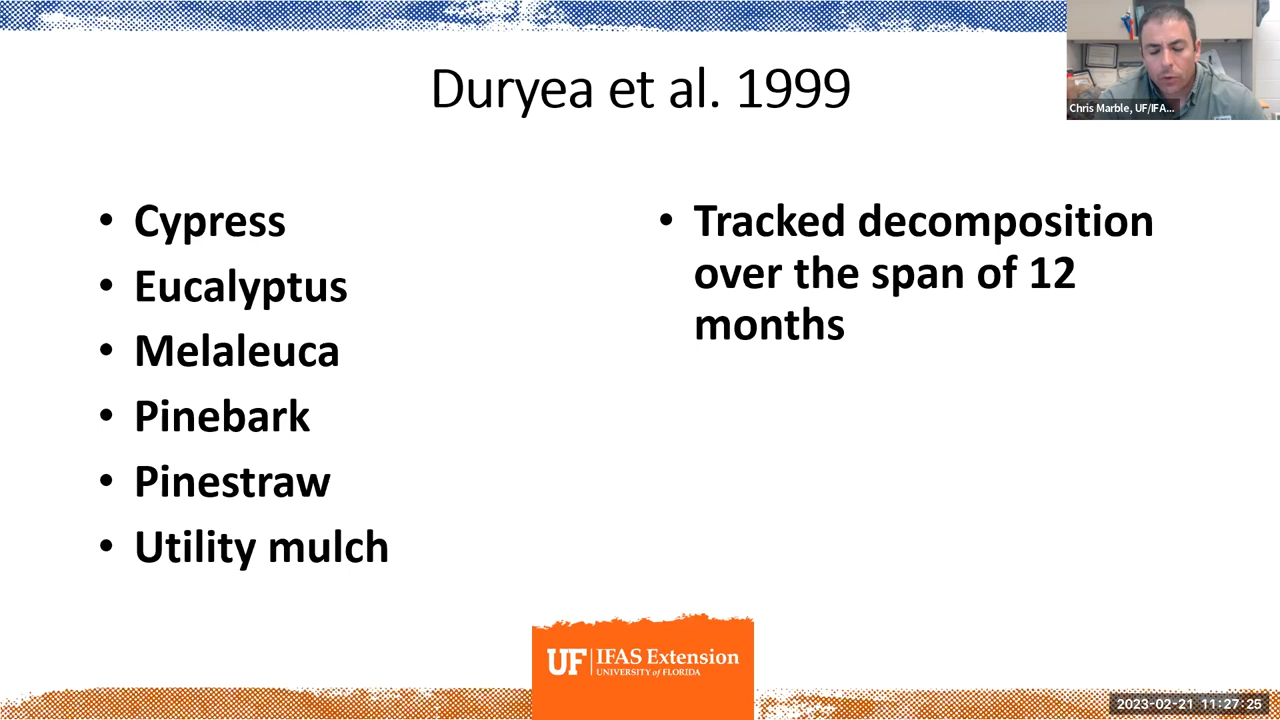 Duryea et al. 1999
Chris Marble, UF/IFA...
• Cypress
• Eucalyptus
• Melaleuca
• Pinebark
• Pinestraw
• Utility mulch
• Tracked decomposition
over the span of 12
months
UF IFAS Extension
UNIVERSITY of FLORIDA
2023-02-21 11:27:25